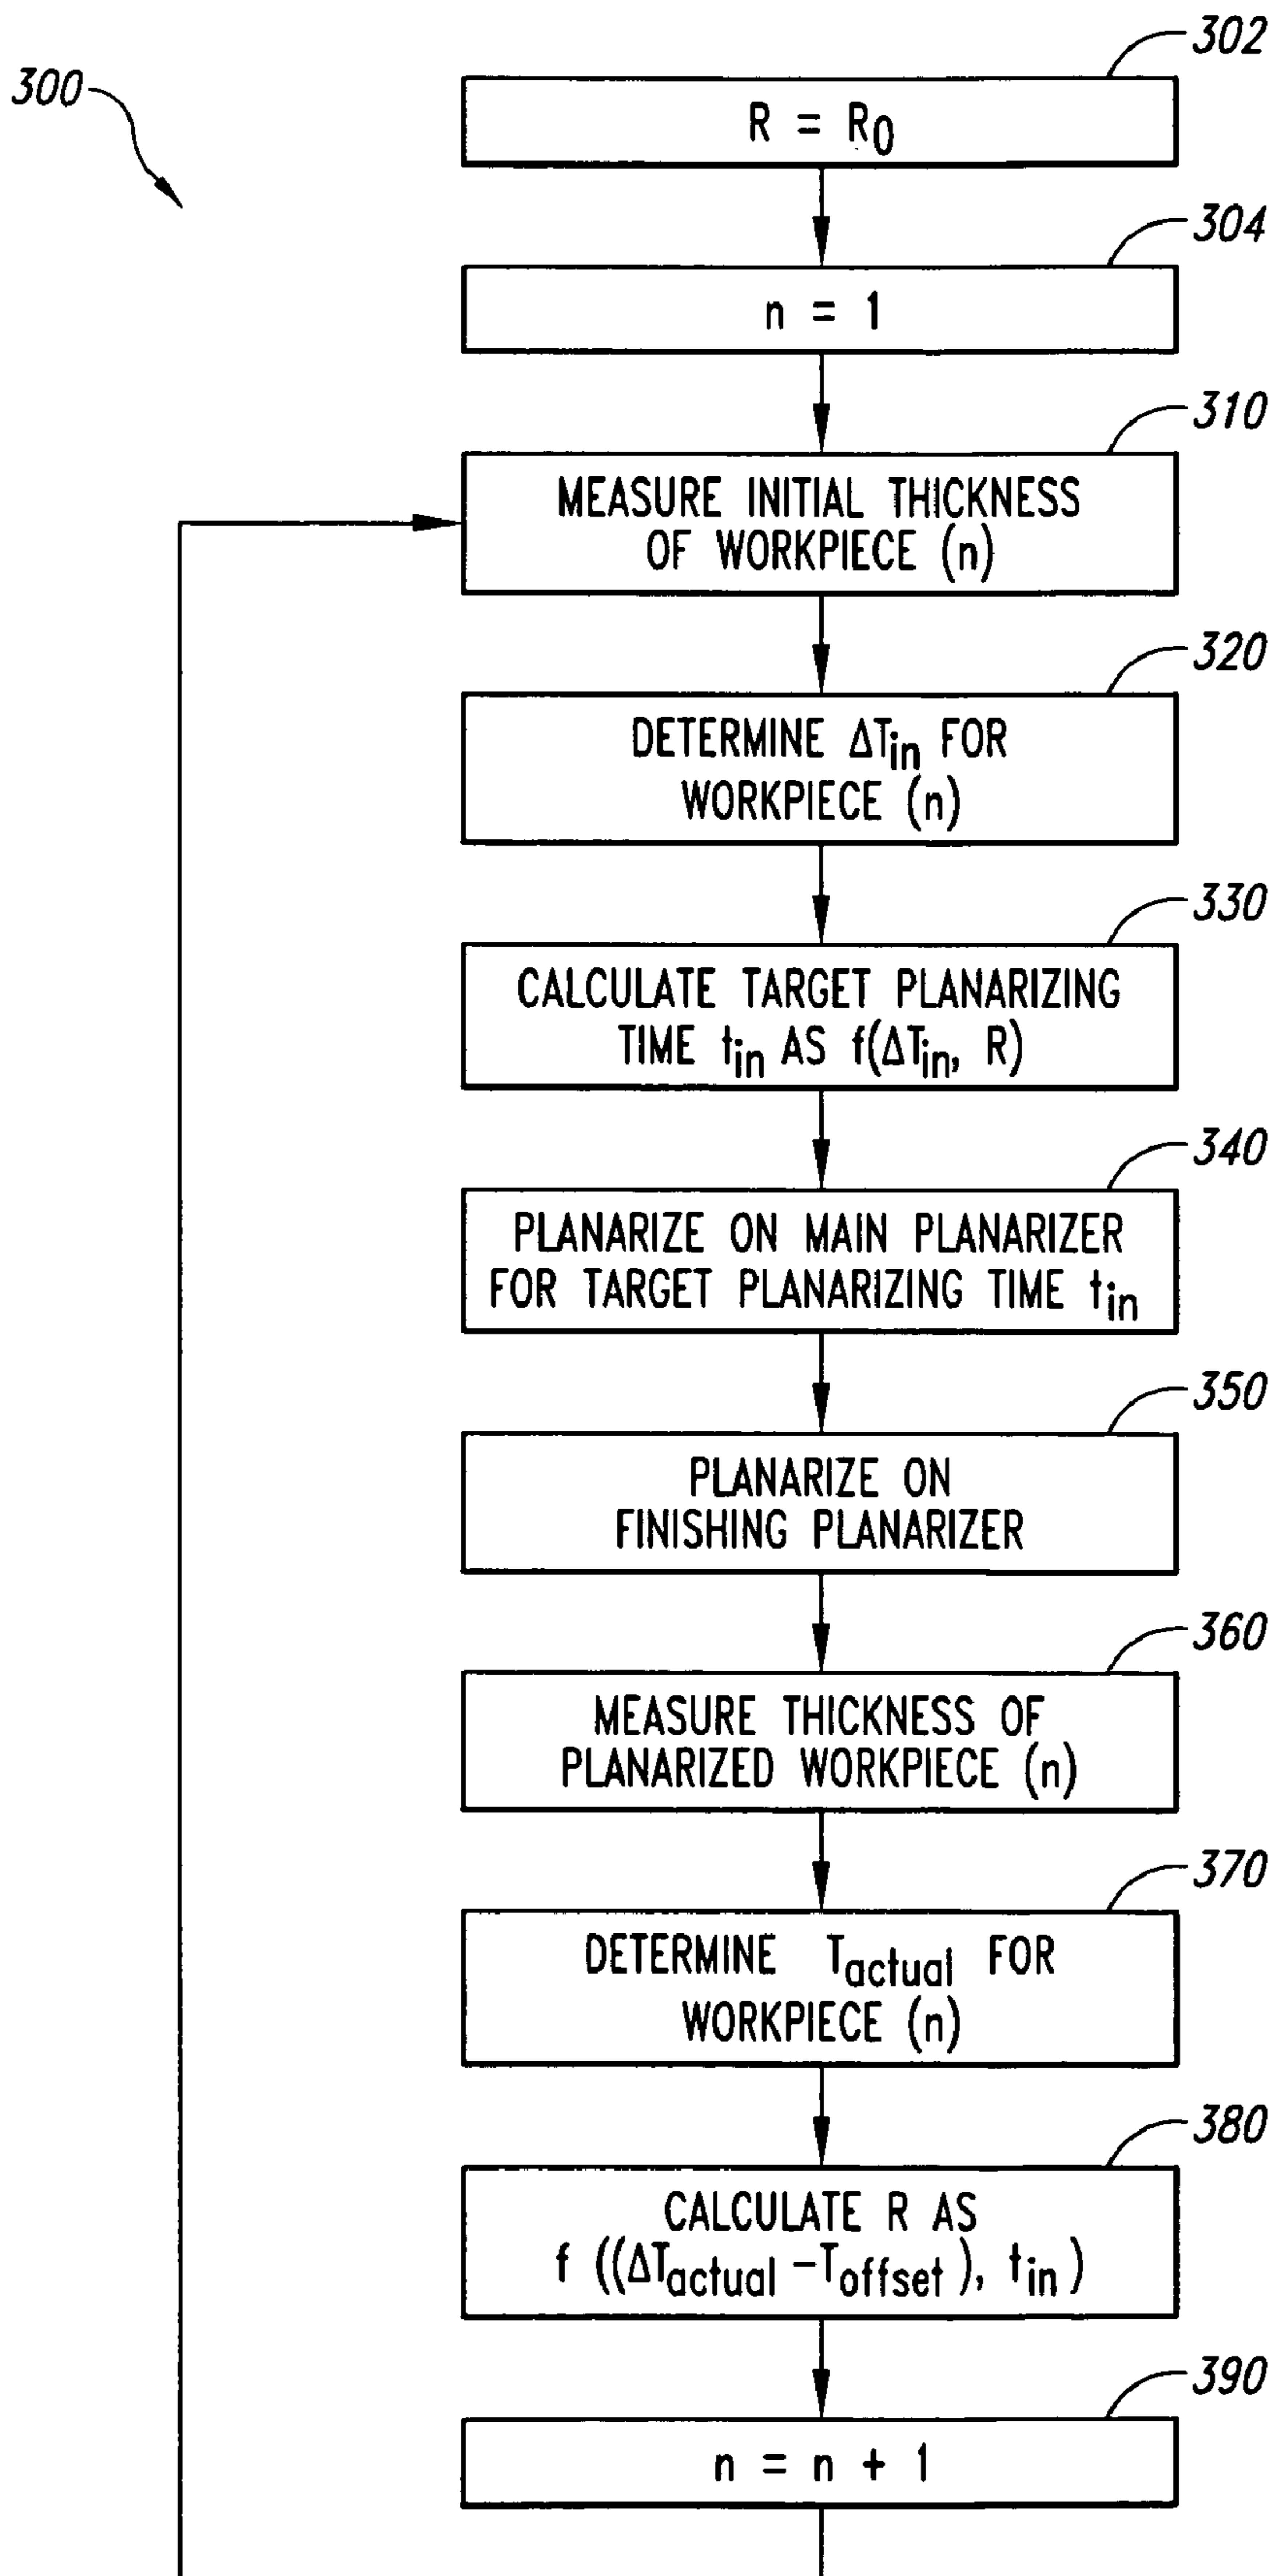 300
302
R = R0
304
n = 1
310
MEASURE INITIAL THICKNESS
OF WORKPIECE (n)
320
DETERMINE ΔTin FOR
WORKPIECE (n)
330
CALCULATE TARGET PLANARIZING
TIME tin AS f(ΔTin, R)
340
PLANARIZE ON MAIN PLANARIZER
FOR TARGET PLANARIZING TIME tin
350
PLANARIZE ON
FINISHING PLANARIZER
360
MEASURE THICKNESS OF
PLANARIZED WORKPIECE (n)
370
DETERMINE Tactual FOR
WORKPIECE (n)
380
CALCULATE R AS
f ((ΔTactual -Toffset), tin)
390
n = n + 1